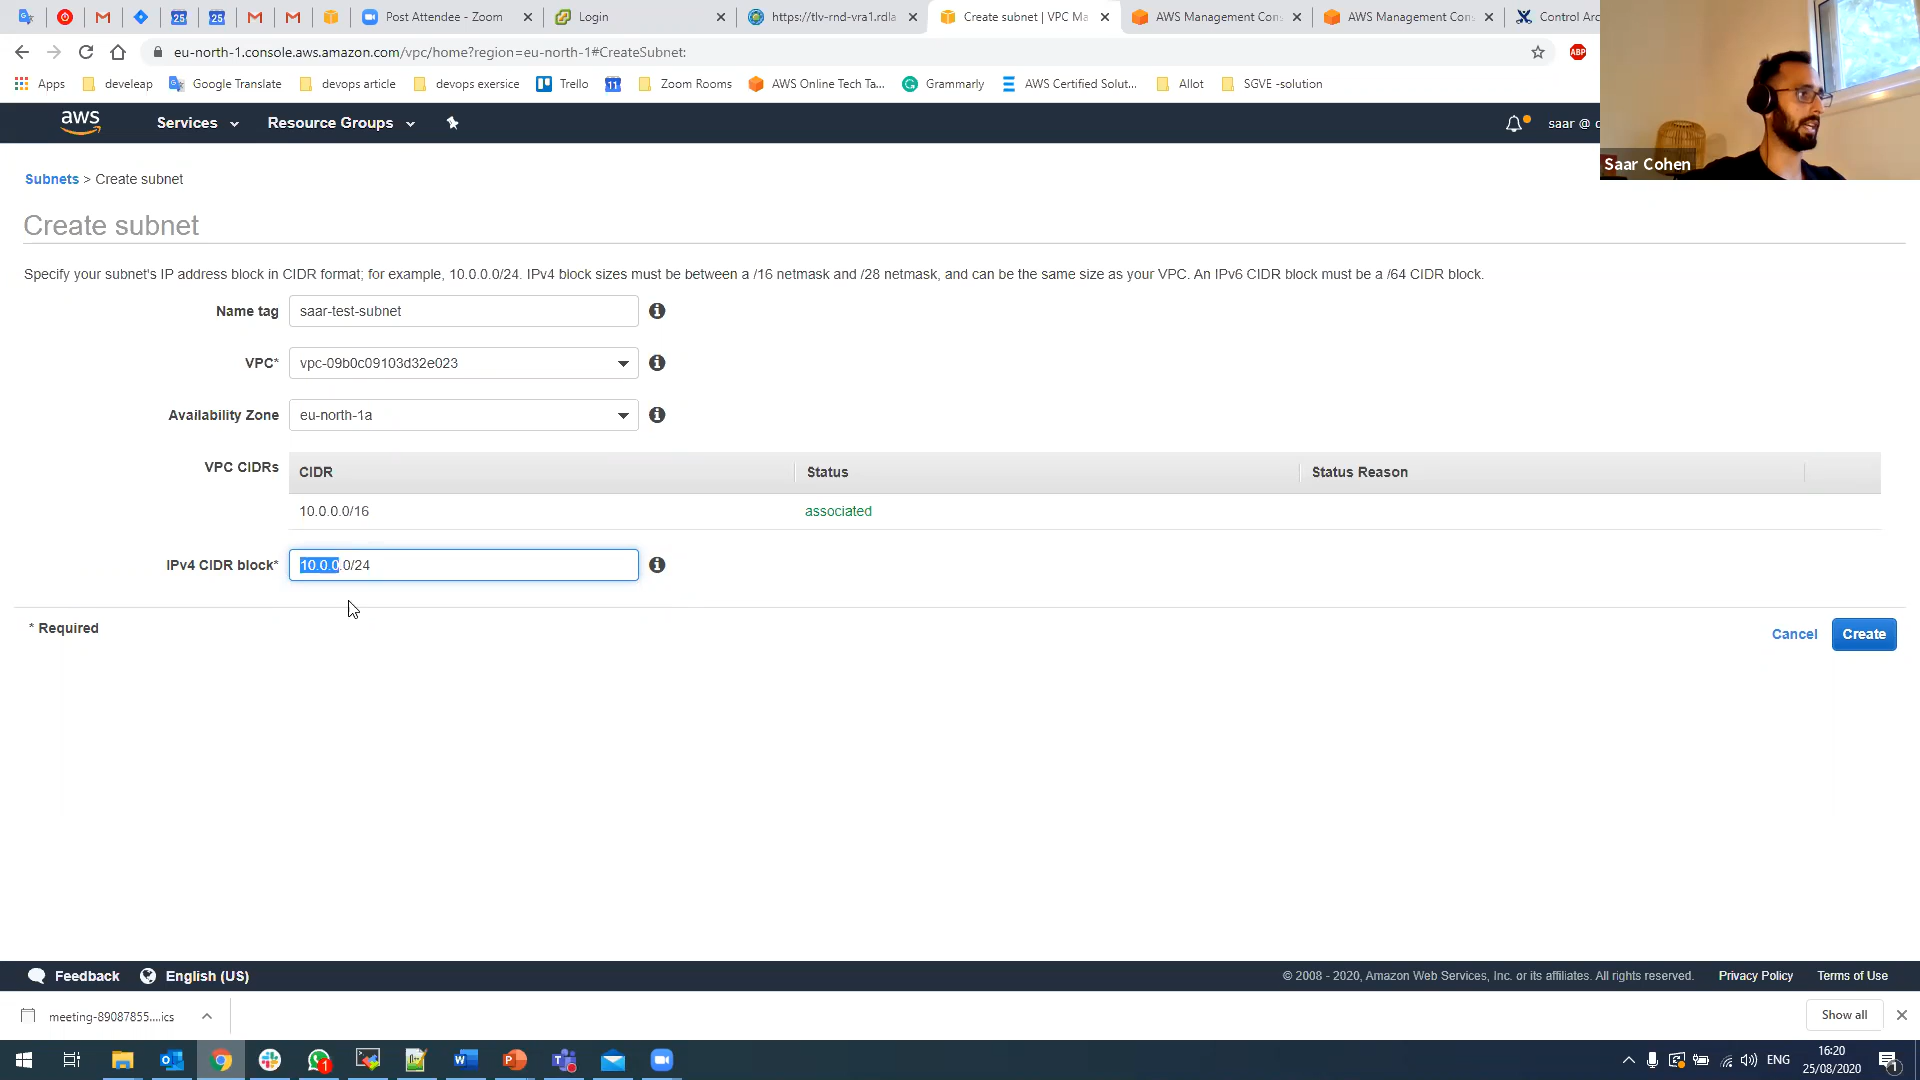 Post Attendee - Zoom
Login
https://tlv-rnd-vra1.rdla
Create subnet | VPC Ma
AWS Management Con
AWS Management Con
Control Arc
eu-north-1.console.aws.amazon.com/vpc/home?region=eu-north-1#CreateSubnet:
ABP
Apps
develeap
Google Translate
devops article
devops exersice
Trello
11
Zoom Rooms
AWS Online Tech Ta...
Grammarly
AWS Certified Solut...
Allot
SGVE -solution
aws
Services
Resource Groups
saar @
Saar Cohen
Subnets > Create subnet
Create subnet
Specify your subnet's IP address block in CIDR format; for example, 10.0.0.0/24. IPv4 block sizes must be between a /16 netmask and /28 netmask, and can be the same size as your VPC. An IPv6 CIDR block must be a /64 CIDR block.
Name tag
saar-test-subnet
VPC*
vpc-09b0c09103d32e023
Availability Zone
eu-north-1a
VPC CIDRs
CIDR
Status
Status Reason
10.0.0.0/16
associated
IPv4 CIDR block*
10.0.0.0/24
* Required
Cancel
Create
Feedback
English (US)
© 2008 - 2020, Amazon Web Services, Inc. or its affiliates. All rights reserved.
Privacy Policy
Terms of Use
meeting-89087855....ics
Show all
1
ENG
16:20
25/08/2020
1